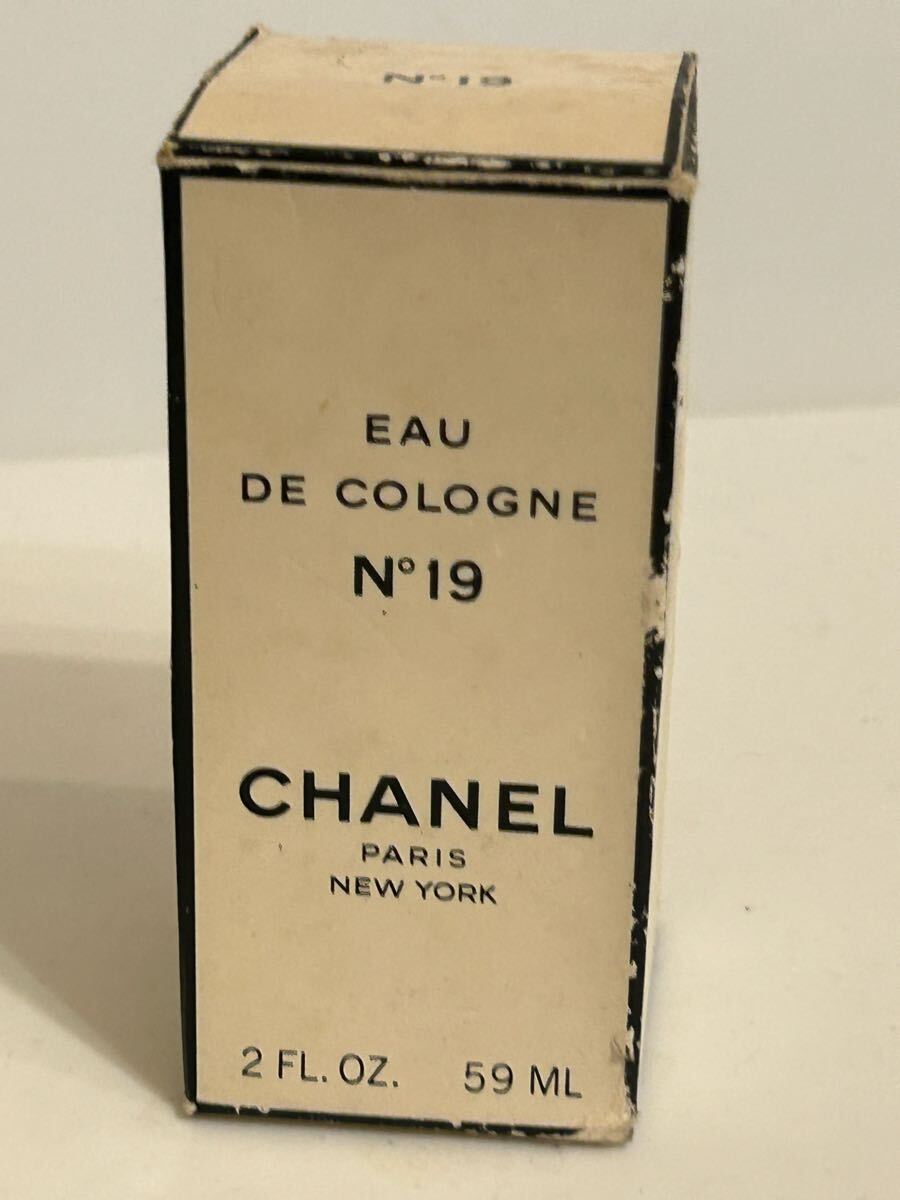 N°19
EAU
DE COLOGNE
N°19
CHANEL
PARIS
NEW YORK
2 FL. OZ. 59 ML